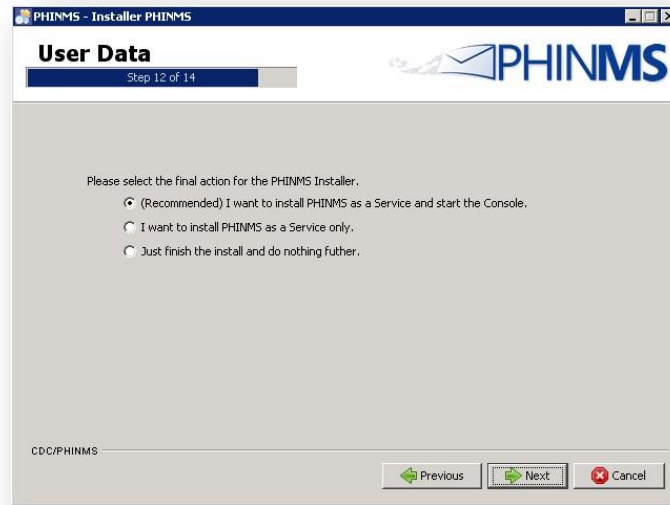 PHINMS - Installer PHINMS
User Data
Step 12 of 14
PHINMS
Please select the final action for the PHINMS Installer.
(Recommended) I want to install PHINMS as a Service and start the Console.
I want to install PHINMS as a Service only.
Just finish the install and do nothing futher.
CDC/PHINMS
Previous
Next
Cancel